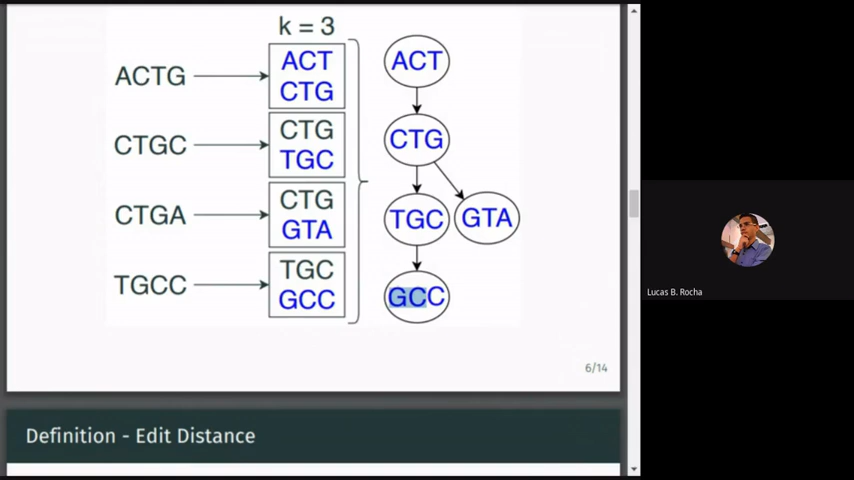 k = 3
ACTG
ACT
CTG
CTGC
CTG
TGC
CTGA
CTG
GTA
TGCC
TGC
GCC
ACT
CTG
TGC
GTA
GCC
6/14
Definition - Edit Distance
Lucas B. Rocha